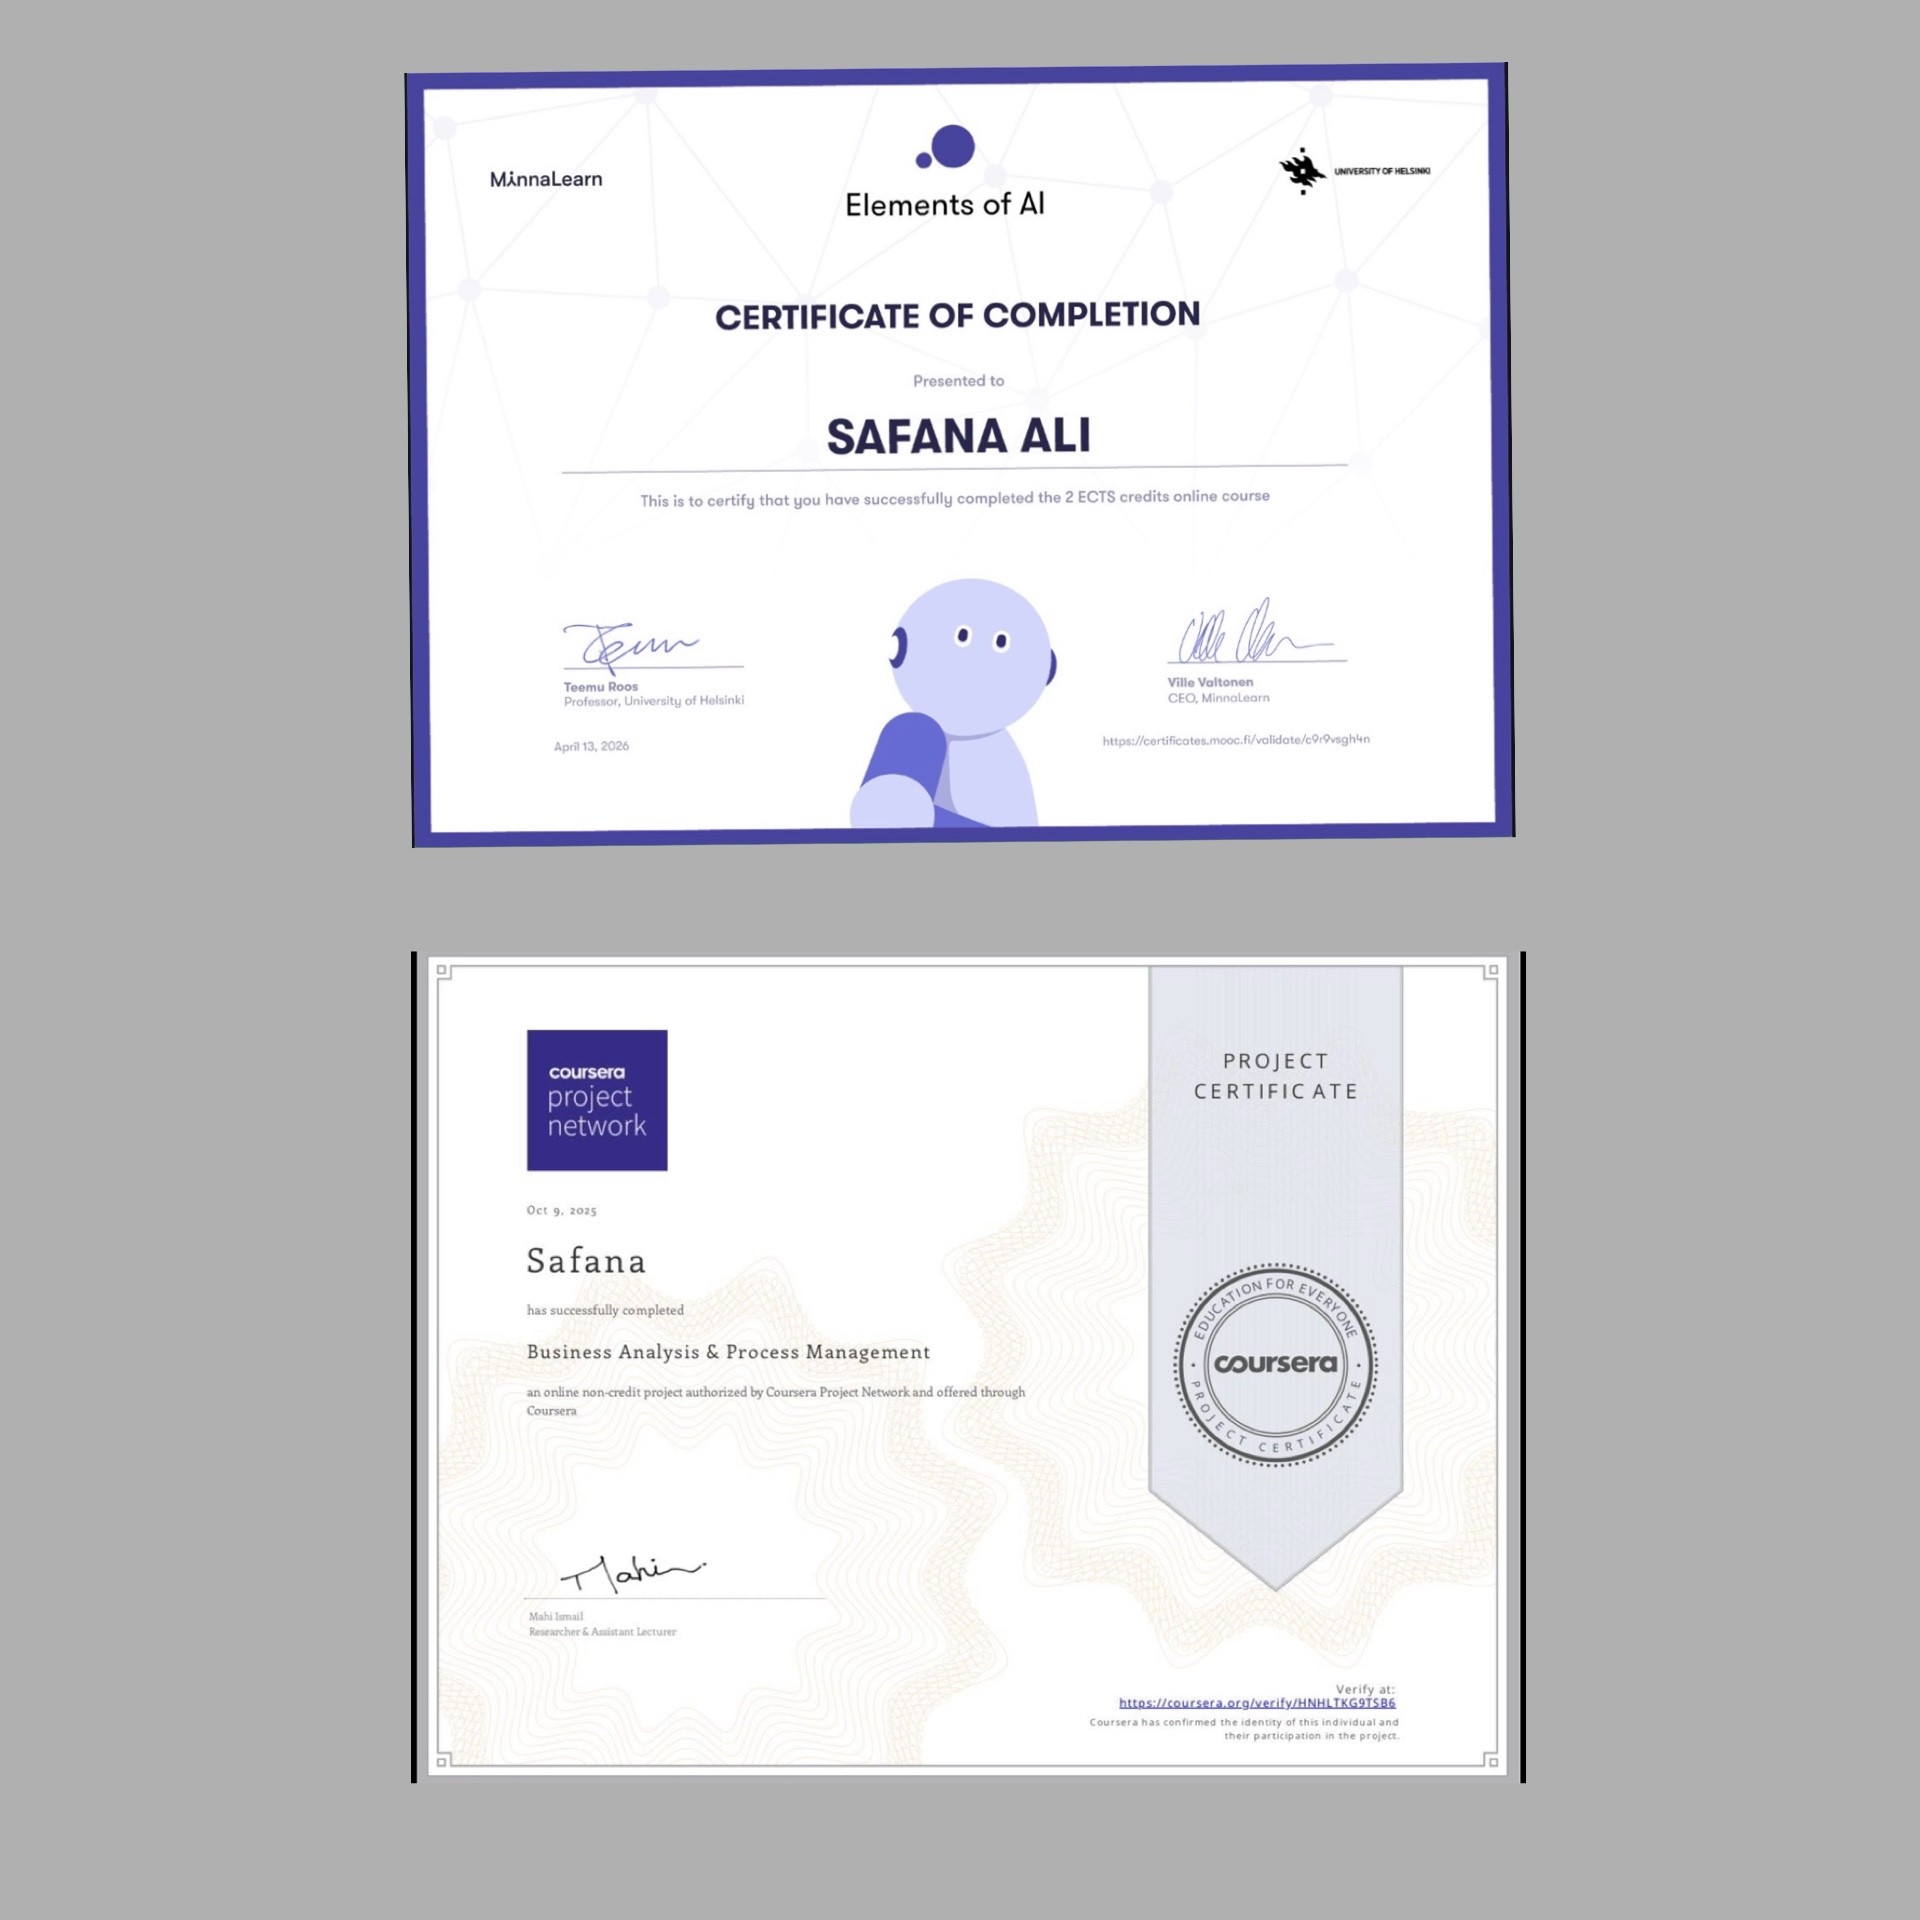 MinnaLearn
Elements of AI
UNIVERSITY OF HELSINKI
CERTIFICATE OF COMPLETION
Presented to
SAFANA ALI
This is to certify that you have successfully completed the 2 ECTS credits online course
Teemu Roos
Professor, University of Helsinki
April 13, 2026
Ville Valtonen
CEO, MinnaLearn
https://certificates.mooc.fi/validate/c9r9vsgh4n
coursera
project
network
Oct 9, 2025
Safana
has successfully completed
Business Analysis & Process Management
an online non-credit project authorized by Coursera Project Network and offered through
Coursera
Mahi Ismail
Researcher & Assistant Lecturer
PROJECT
CERTIFICATE
EDUCATION FOR EVERYONE
coursera
PROJECT CERTIFICATE
Verify at:
https://coursera.org/verify/HNHLTKG9TSB6
Coursera has confirmed the identity of this individual and
their participation in the project.